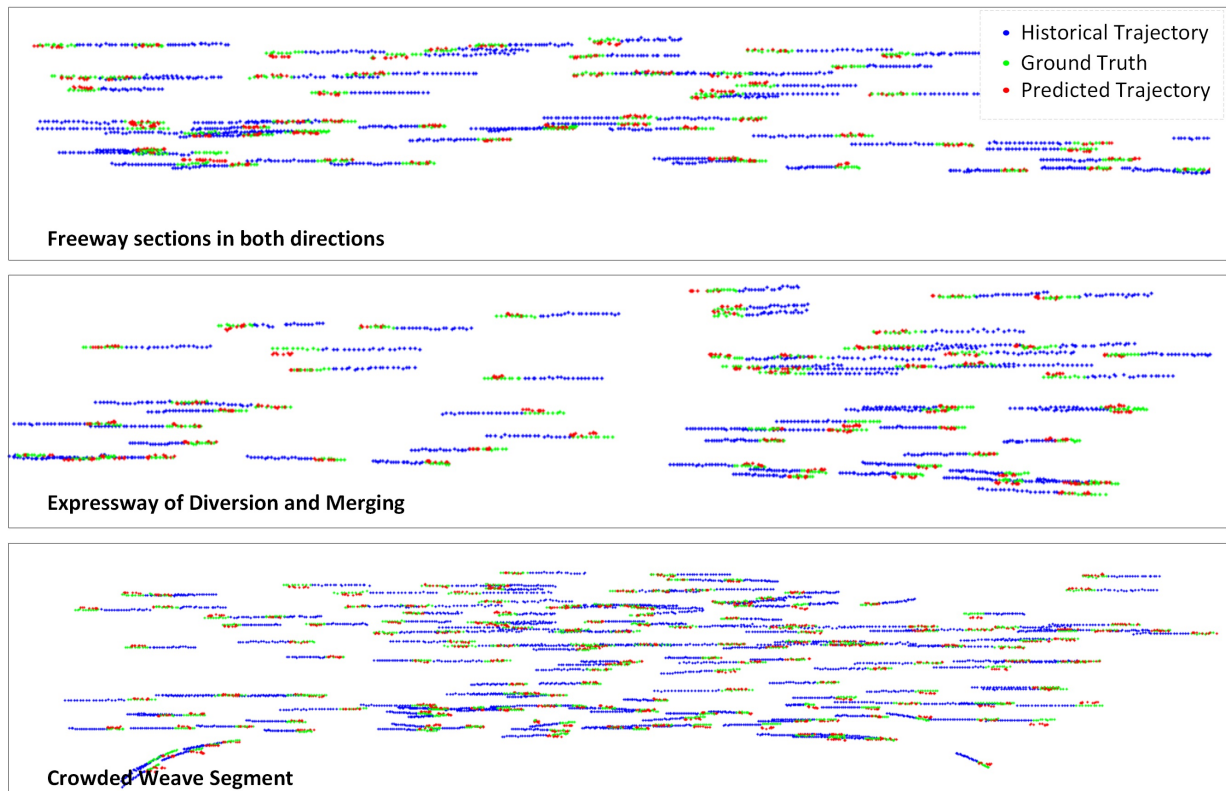 Historical Trajectory
Ground Truth
Predicted Trajectory
Freeway sections in both directions
Expressway of Diversion and Merging
Crowded Weave Segment